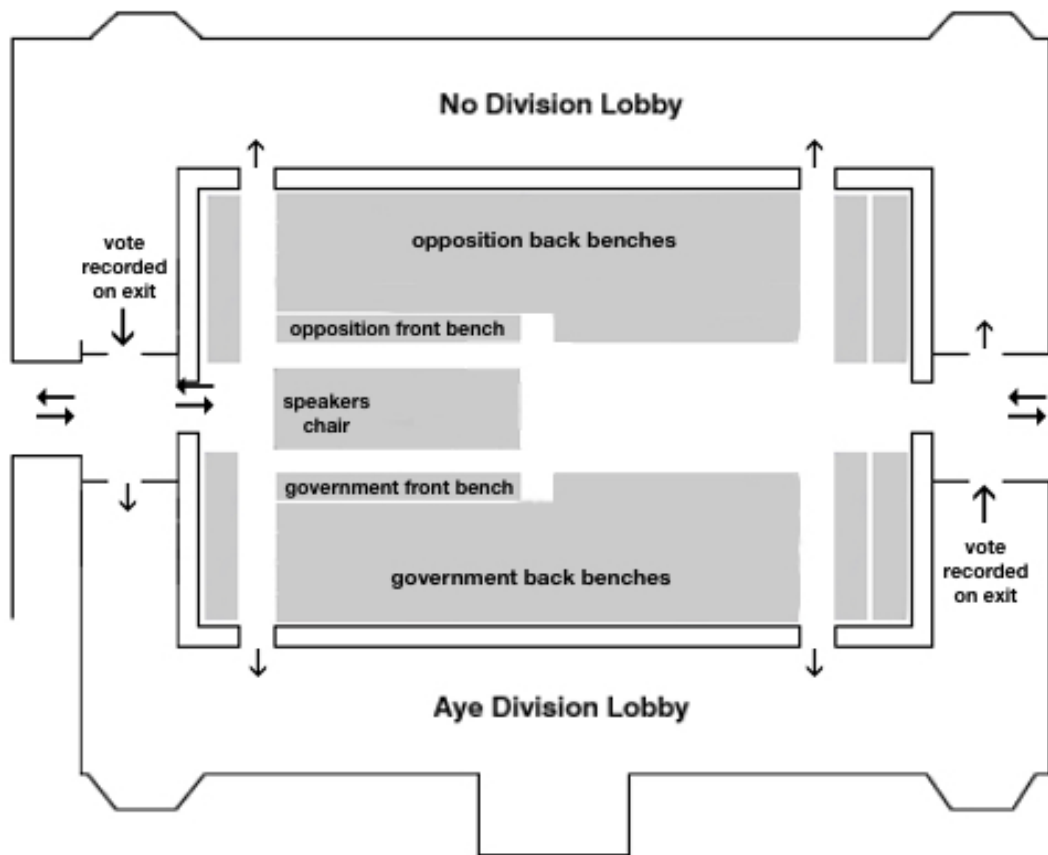 No Division Lobby
opposition back benches
vote
recorded
on exit
opposition front bench
speakers
chair
government front bench
government back benches
vote
recorded
on exit
Aye Division Lobby